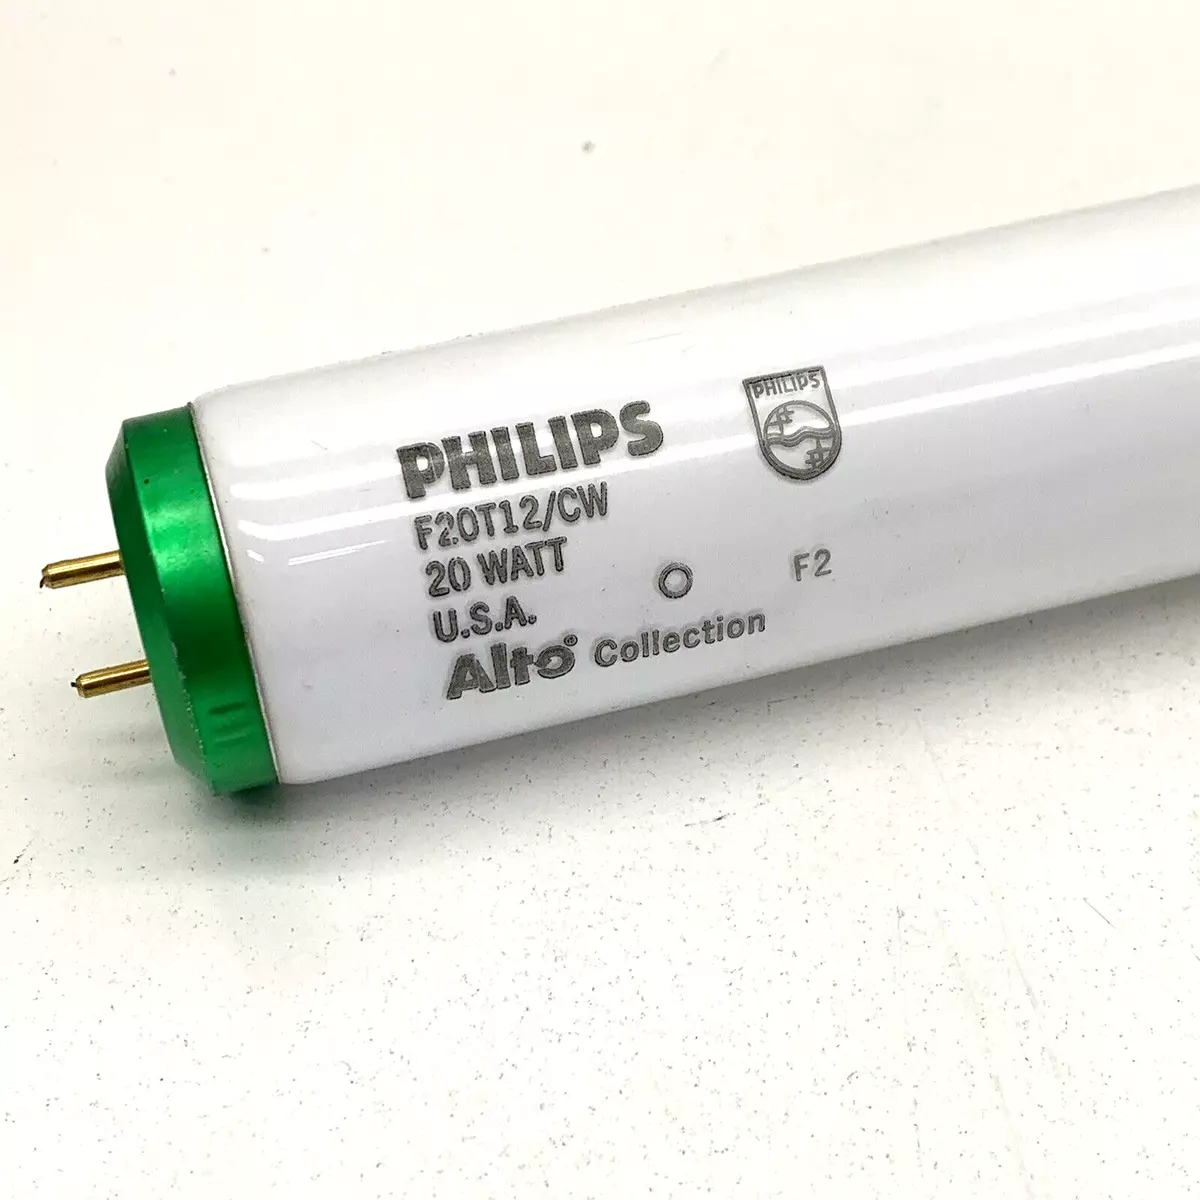 PHILIPS
F20T12/CW
20 WATT
U.S.A.
Alto® Collection
F2
PHILIPS